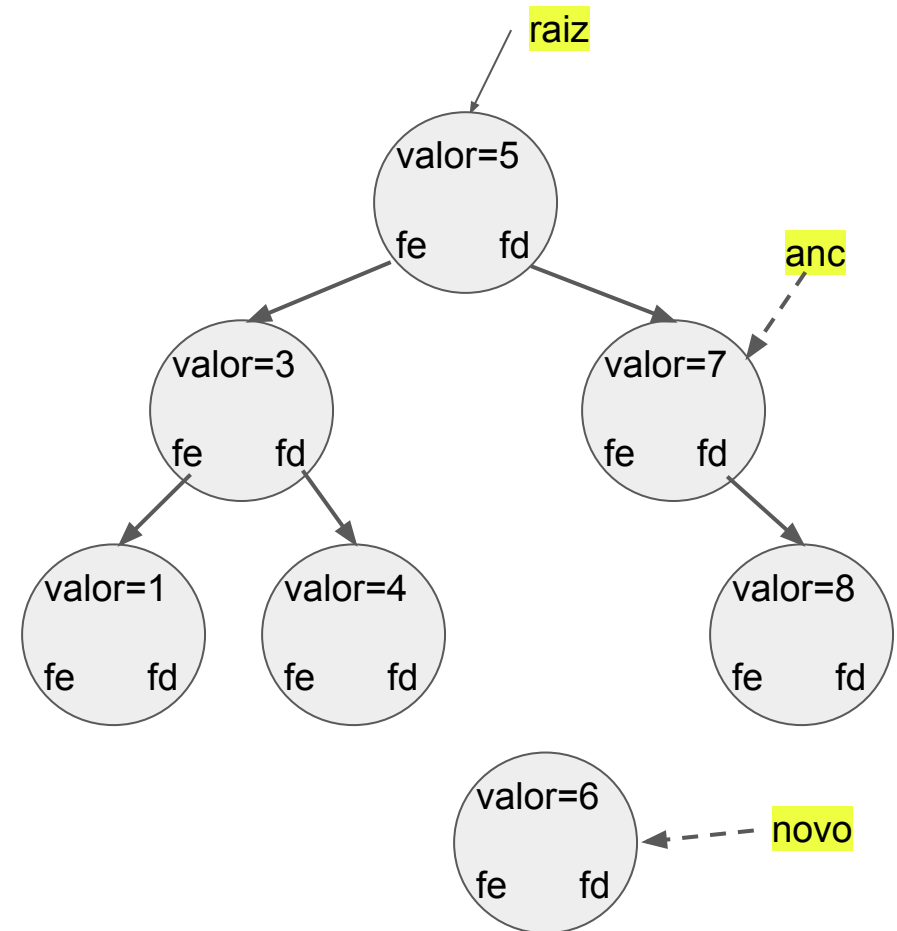 raiz
valor=5
fe fd
anc
valor=3
fe fd
valor=7
fe fd
valor=1
fe fd
valor=4
fe fd
valor=8
fe fd
valor=6
fe fd
novo